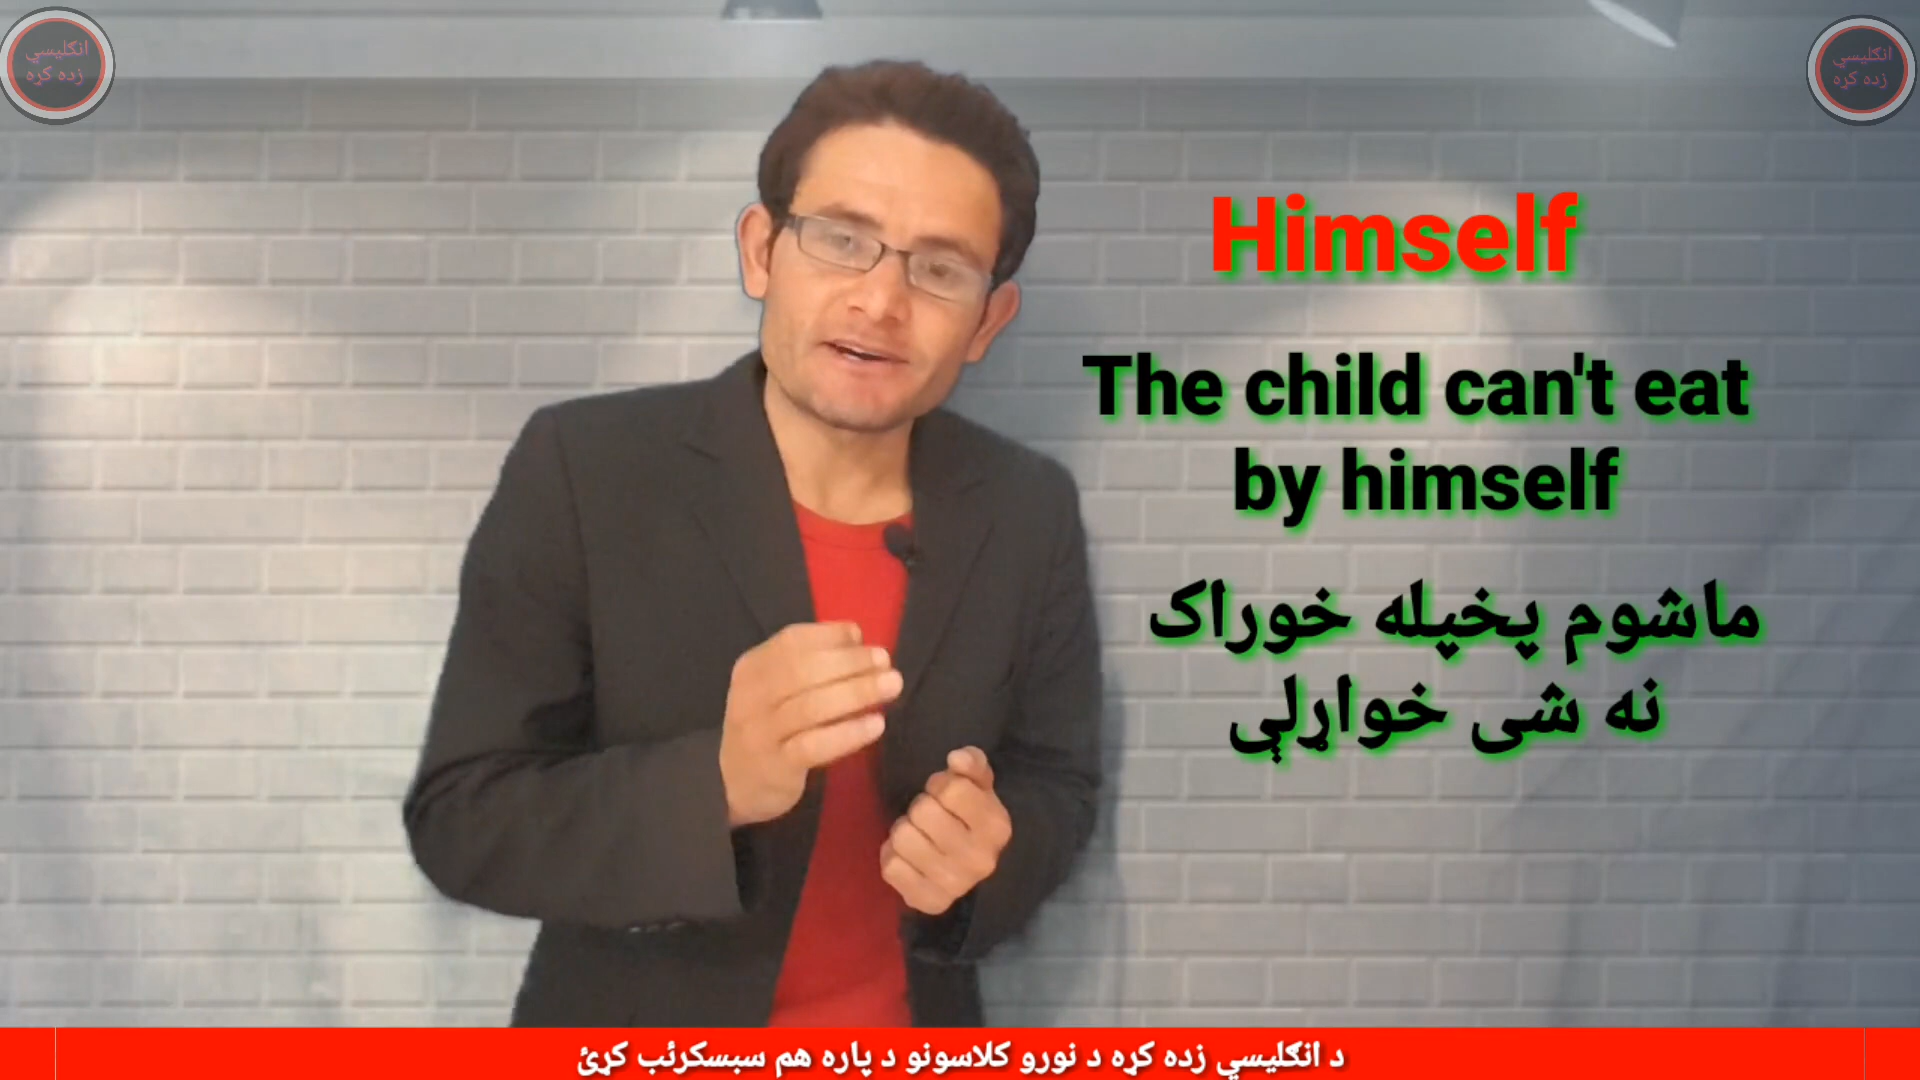 انګلیسي
زده کړه
انګلیسي
زده کړه
Himself
The child can't eat
by himself
ماشوم پخپله خوراک
نه شی خواړلې
د انګلیسي زده کړه د نورو کلاسونو د پاره هم سبسکرئب کړئ